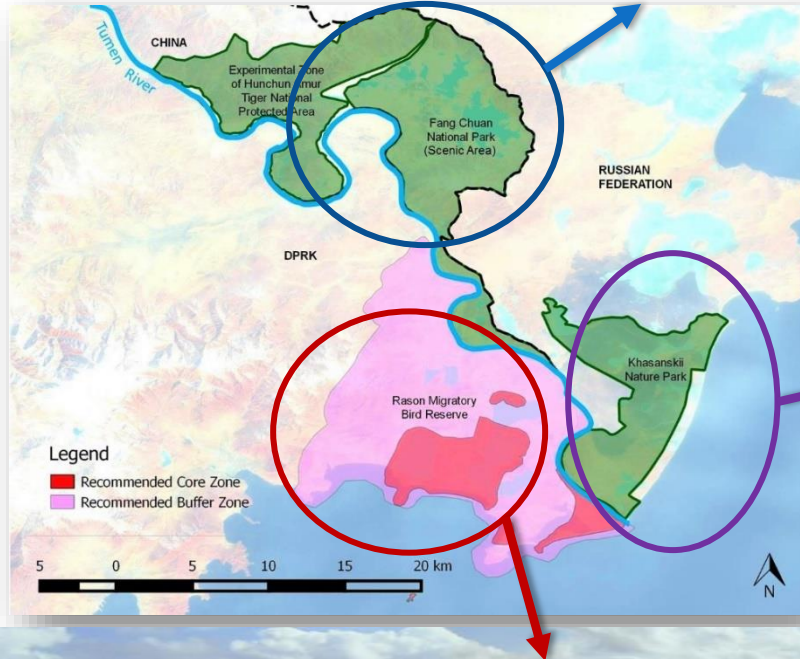 CHINA
Tumen River
Experimental Zone
of Hunchun Amur
Tiger National
Protected Area
Fang Chuan
National Park
(Scenic Area)
RUSSIAN
FEDERATION
DPRK
Khasanskii
Nature Park
Rason Migratory
Bird Reserve
Legend
Recommended Core Zone
Recommended Buffer Zone
5 0 5 10 15 20 km
N